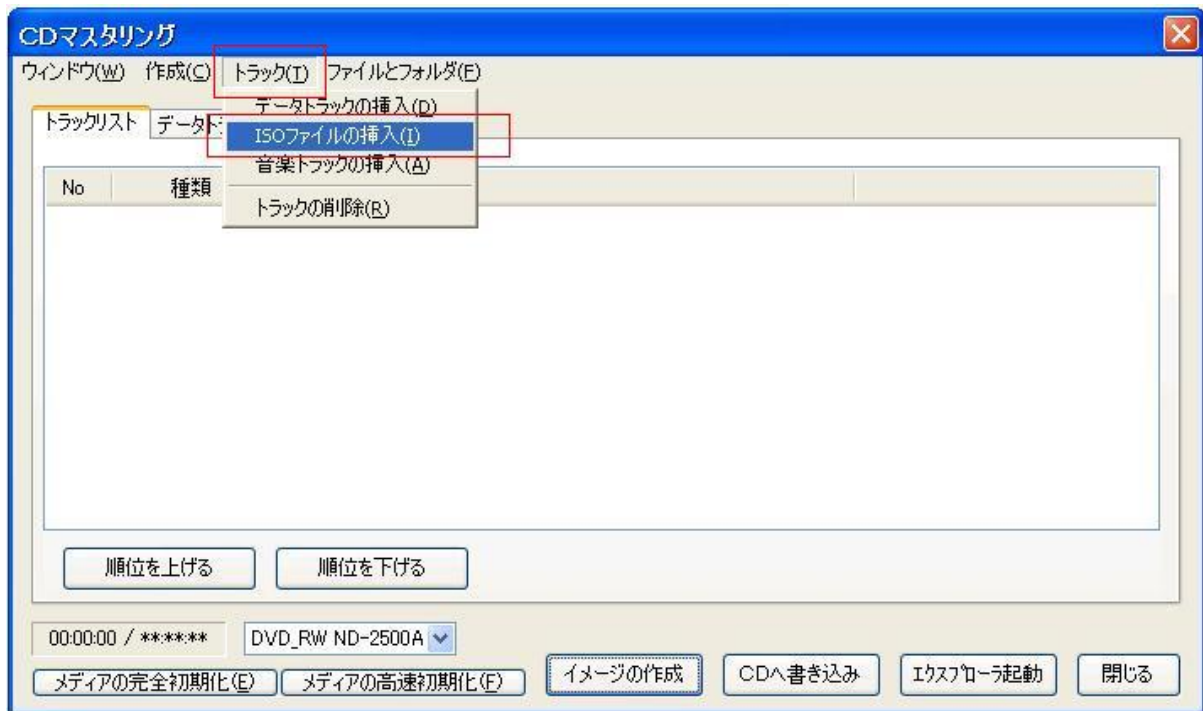 CDマスタリング
ウィンドウ(W) 作成(C) トラック(T) ファイルとフォルダ(F)
データトラックの挿入(D)
トラックリスト データト
ISOファイルの挿入(I)
音楽トラックの挿入(A)
No 種類
トラックの削除(R)
順位を上げる 順位を下げる
00:00:00 / **:**:** DVD_RW ND-2500A
メディアの完全初期化(E) メディアの高速初期化(F) イメージの作成 CDへ書き込み エクスプローラ起動 閉じる